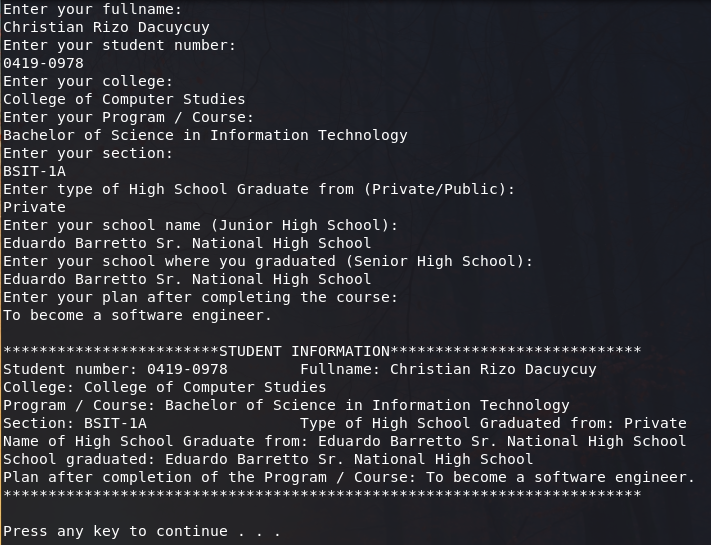 Enter your fullname:
Christian Rizo Dacuycuy
Enter your student number:
0419-0978
Enter your college:
College of Computer Studies
Enter your Program / Course:
Bachelor of Science in Information Technology
Enter your section:
BSIT-1A
Enter type of High School Graduate from (Private/Public):
Private
Enter your school name (Junior High School):
Eduardo Barretto Sr. National High School
Enter your school where you graduated (Senior High School):
Eduardo Barretto Sr. National High School
Enter your plan after completing the course:
To become a software engineer.

************************STUDENT INFORMATION****************************
Student number: 0419-0978        Fullname: Christian Rizo Dacuycuy
College: College of Computer Studies
Program / Course: Bachelor of Science in Information Technology
Section: BSIT-1A                 Type of High School Graduated from: Private
Name of High School Graduate from: Eduardo Barretto Sr. National High School
School graduated: Eduardo Barretto Sr. National High School
Plan after completion of the Program / Course: To become a software engineer.
***********************************************************************

Press any key to continue . . .